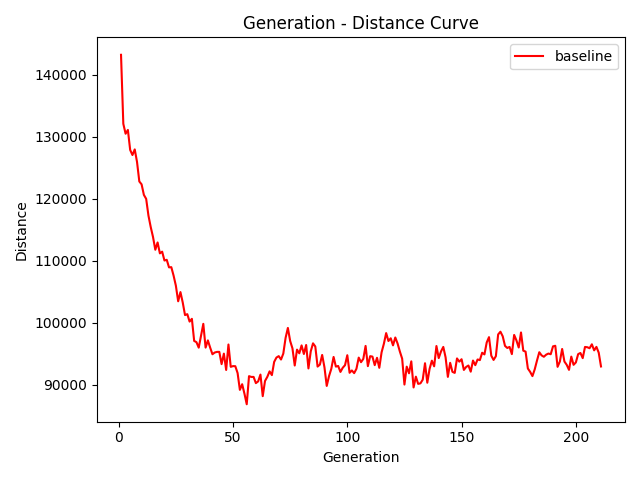 Generation - Distance Curve
baseline
Distance
140000
130000
120000
110000
100000
90000
0 50 100 150 200
Generation